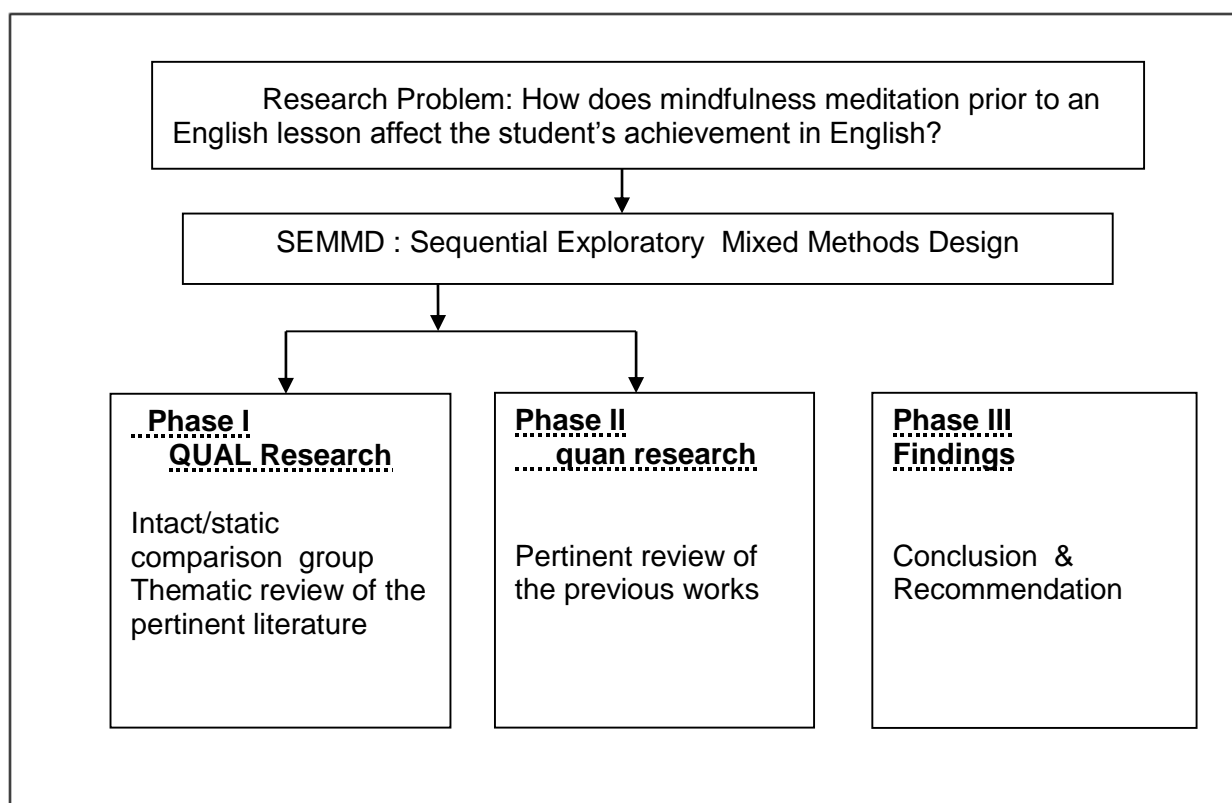 Research Problem: How does mindfulness meditation prior to an
English lesson affect the student’s achievement in English?
SEMMD : Sequential Exploratory Mixed Methods Design
Phase I
QUAL Research
Intact/static
comparison group
Thematic review of the
pertinent literature
Phase II
quan research
Pertinent review of
the previous works
Phase III
Findings
Conclusion &
Recommendation